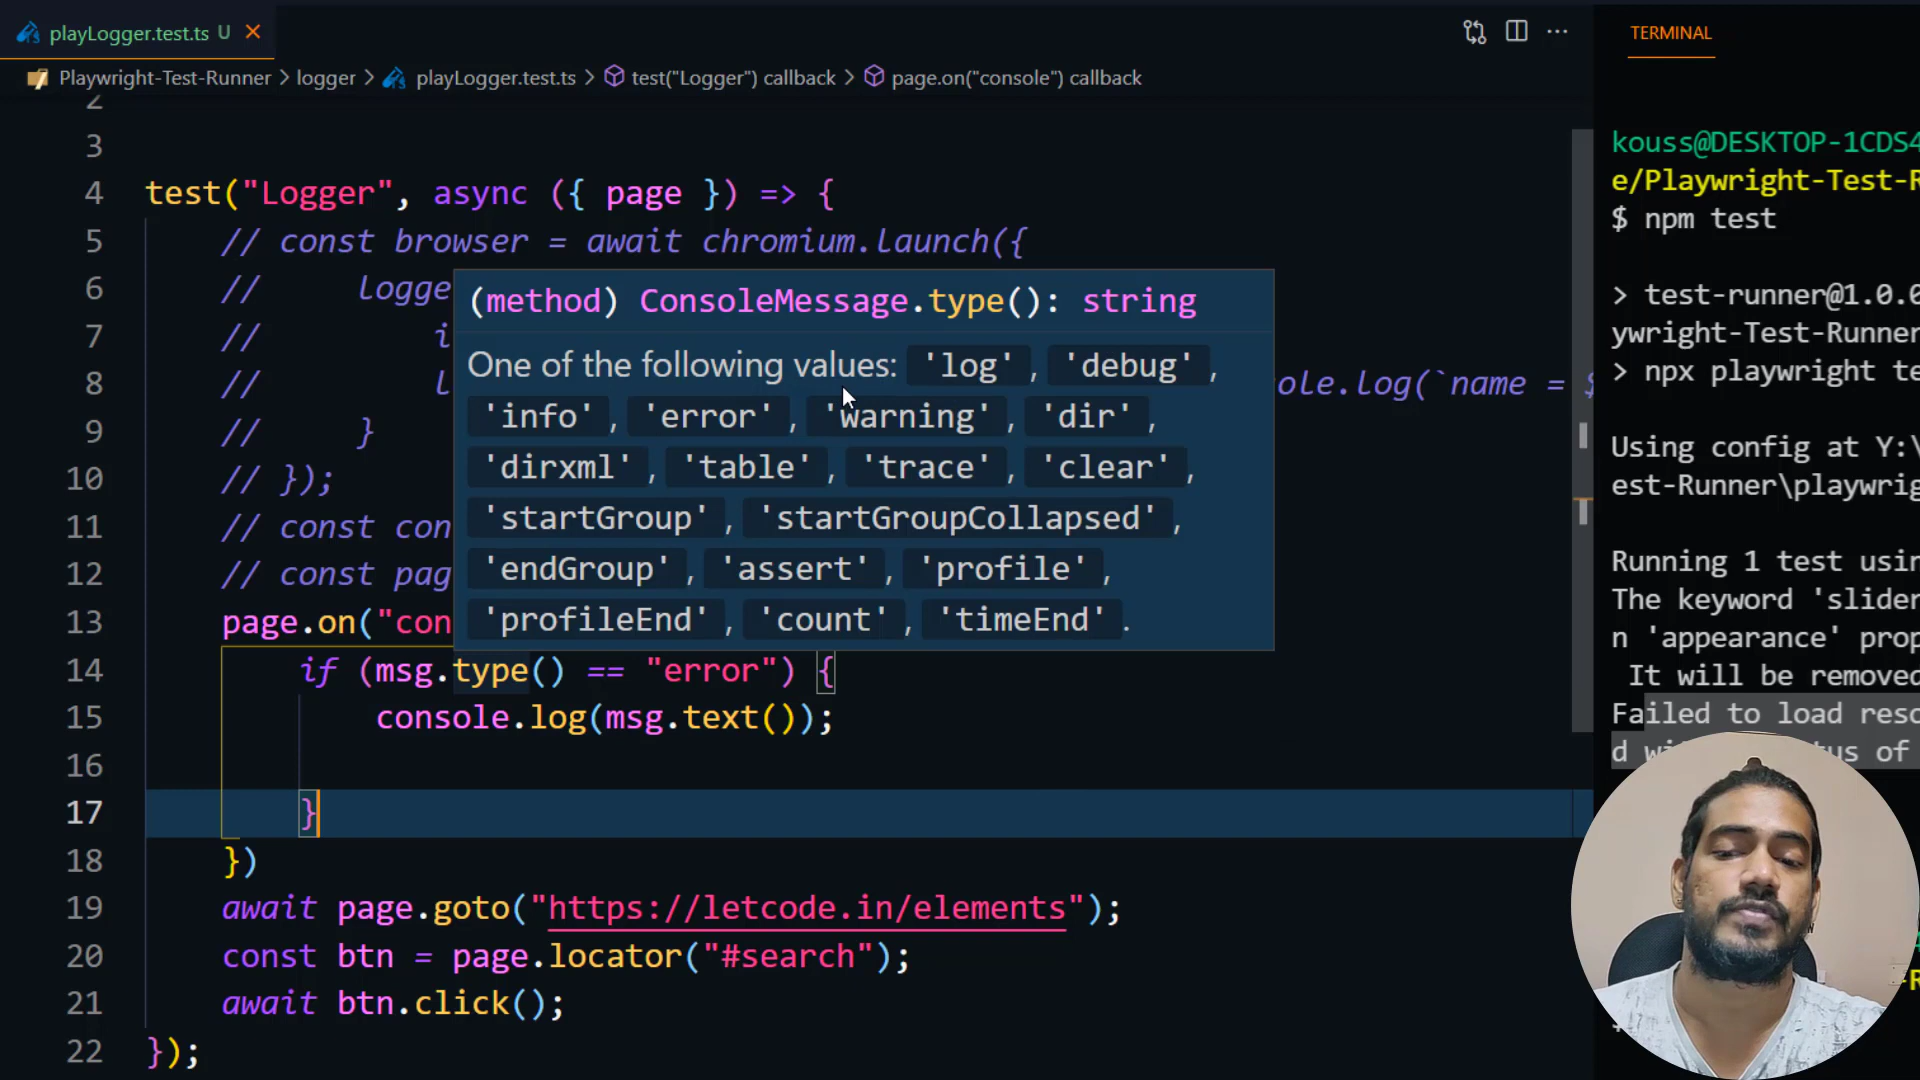 playLogger.test.ts U
Playwright-Test-Runner > logger > playLogger.test.ts > test("Logger") callback > page.on("console") callback
2
3
4 test("Logger", async ({ page }) => {
5 // const browser = await chromium.launch({
6 // logge
7 // i
8 // l ole.log(`name = $
9 // }
10 // });
11 // const con
12 // const pag
13 page.on("con
14 if (msg.type() == "error") {
15 console.log(msg.text());
16
17 }
18 })
19 await page.goto("https://letcode.in/elements");
20 const btn = page.locator("#search");
21 await btn.click();
22 });
(method) ConsoleMessage.type(): string
One of the following values: 'log', 'debug',
'info', 'error', 'warning', 'dir',
'dirxml', 'table', 'trace', 'clear',
'startGroup', 'startGroupCollapsed',
'endGroup', 'assert', 'profile',
'profileEnd', 'count', 'timeEnd'.
TERMINAL
kouss@DESKTOP-1CDS4
e/Playwright-Test-R
$ npm test
> test-runner@1.0.0
ywright-Test-Runner
> npx playwright te
Using config at Y:\
est-Runner\playwrig
Running 1 test usin
The keyword 'slider
n 'appearance' prop
It will be removed
Failed to load reso
d wi tus of